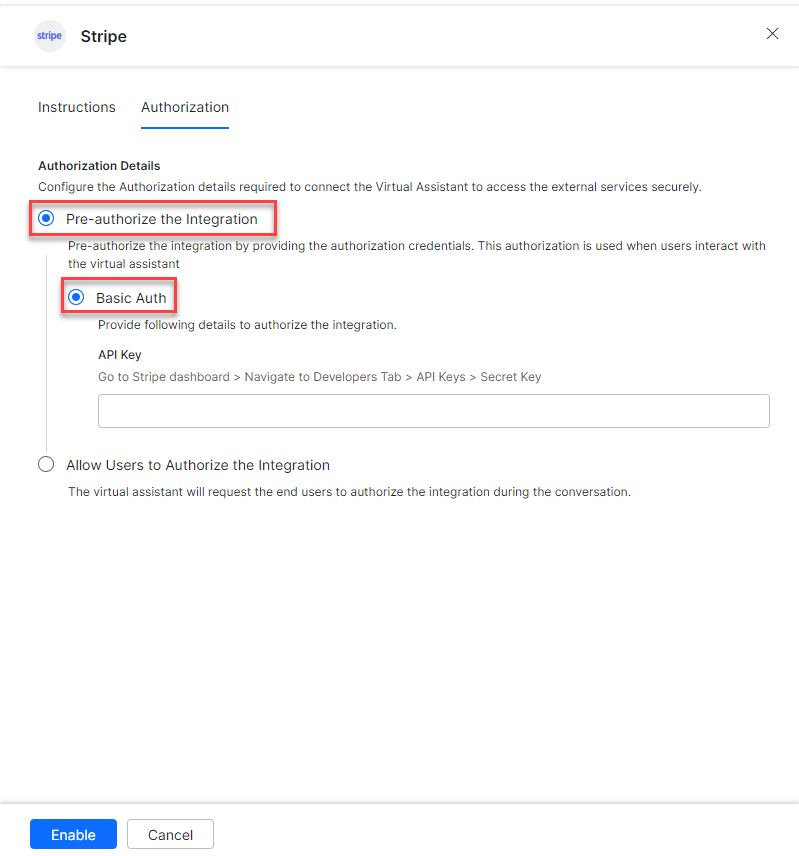 stripe Stripe
Instructions Authorization
Authorization Details
Configure the Authorization details required to connect the Virtual Assistant to access the external services securely.
Pre-authorize the Integration
Pre-authorize the integration by providing the authorization credentials. This authorization is used when users interact with
the virtual assistant
Basic Auth
Provide following details to authorize the integration.
API Key
Go to Stripe dashboard > Navigate to Developers Tab > API Keys > Secret Key
Allow Users to Authorize the Integration
The virtual assistant will request the end users to authorize the integration during the conversation.
Enable Cancel